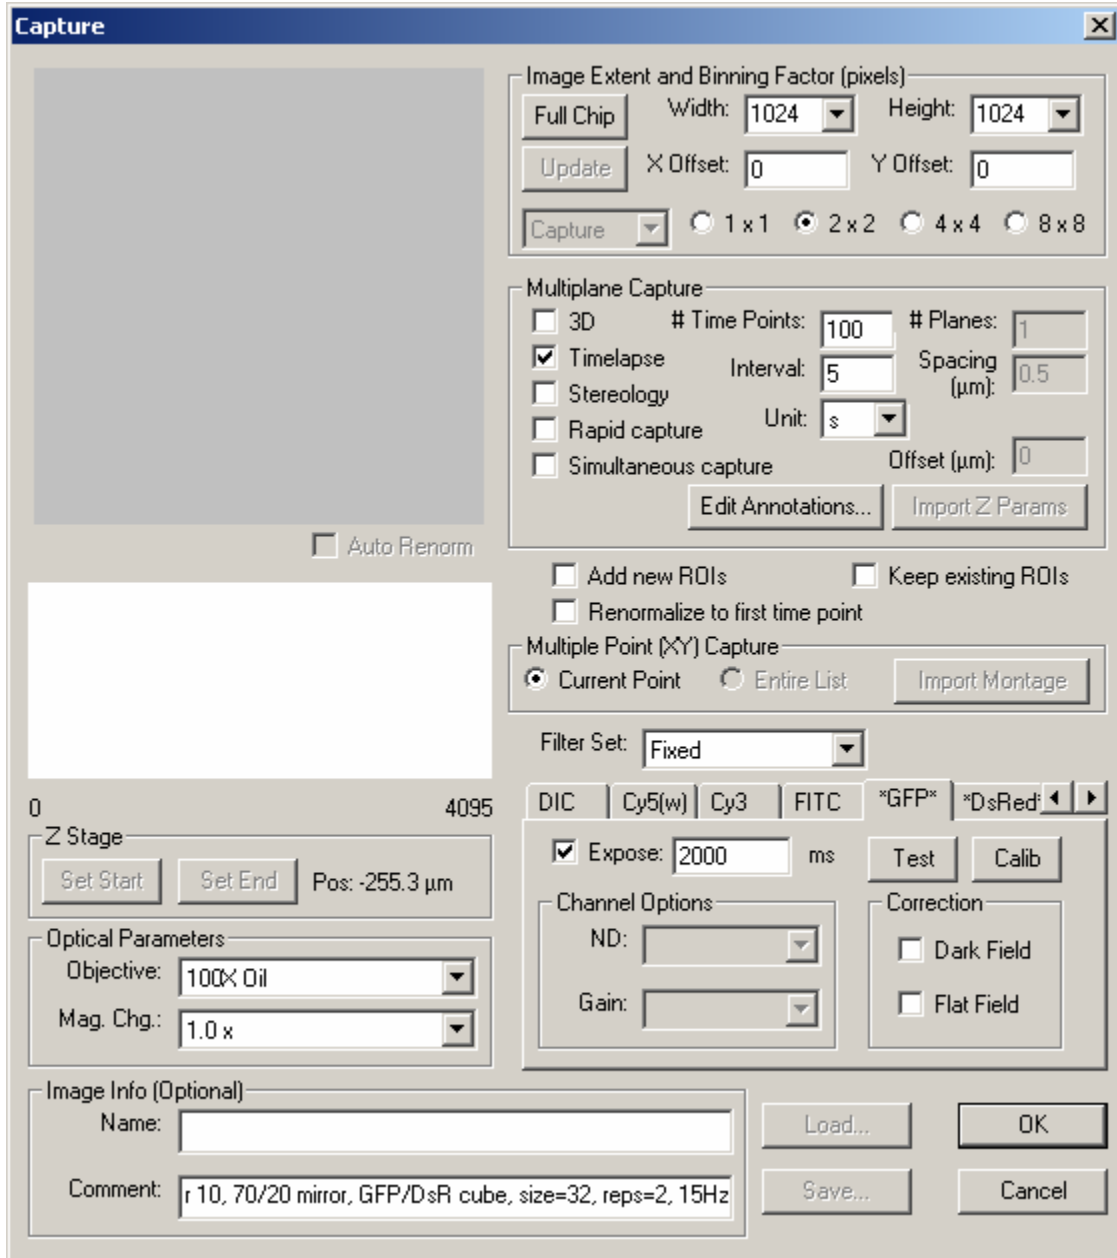 Capture
Image Extent and Binning Factor (pixels)
Full Chip Width: 1024 Height: 1024
Update X Offset: 0 Y Offset: 0
Capture 1 x 1 2 x 2 4 x 4 8 x 8
Multiplane Capture
3D # Time Points: 100 # Planes: 1
Timelapse Interval: 5 Spacing (µm): 0.5
Stereology Unit: s
Rapid capture
Simultaneous capture Offset (µm): 0
Edit Annotations... Import Z Params
Auto Renorm
Add new ROIs Keep existing ROIs
Renormalize to first time point
Multiple Point (XY) Capture
Current Point Entire List Import Montage
Filter Set: Fixed
0 4095
DIC Cy5(w) Cy3 FITC *GFP* *DsRed*
Expose: 2000 ms Test Calib
Channel Options Correction
ND: Dark Field
Gain: Flat Field
Z Stage
Set Start Set End Pos: -255.3 µm
Optical Parameters
Objective: 100X Oil
Mag. Chg.: 1.0 x
Image Info (Optional)
Name:
Comment: r 10, 70/20 mirror, GFP/DsR cube, size=32, reps=2, 15Hz
Load... OK
Save... Cancel